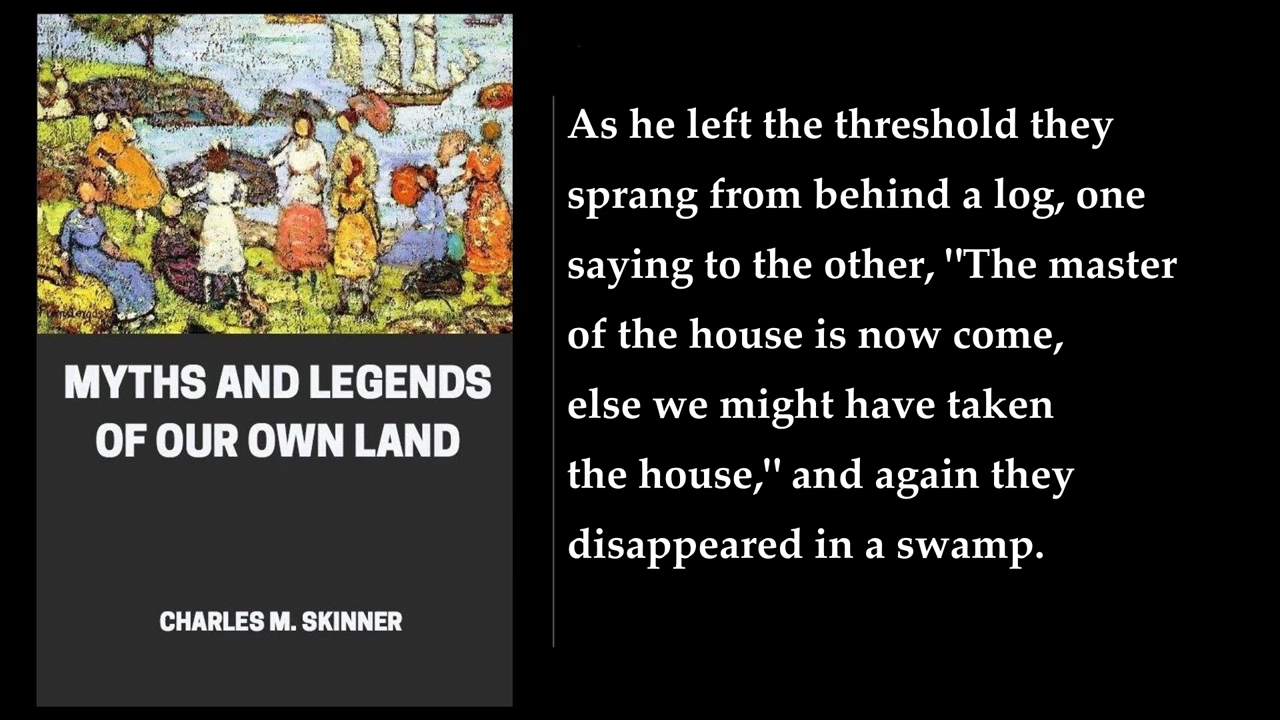 MYTHS AND LEGENDS
OF OUR OWN LAND
CHARLES M. SKINNER
As he left the threshold they
sprang from behind a log, one
saying to the other, "The master
of the house is now come,
else we might have taken
the house," and again they
disappeared in a swamp.